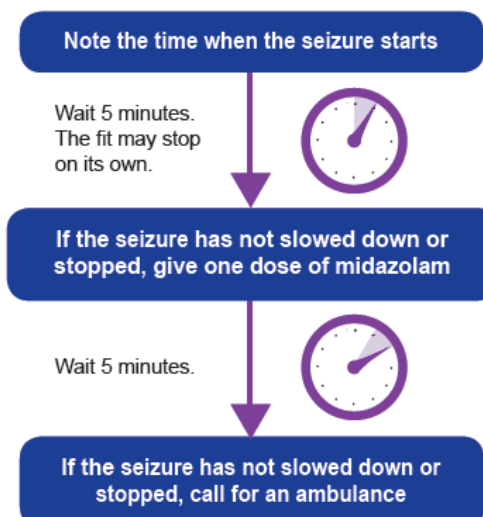 Note the time when the seizure starts
Wait 5 minutes.
The fit may stop
on its own.
If the seizure has not slowed down or
stopped, give one dose of midazolam
Wait 5 minutes.
If the seizure has not slowed down or
stopped, call for an ambulance